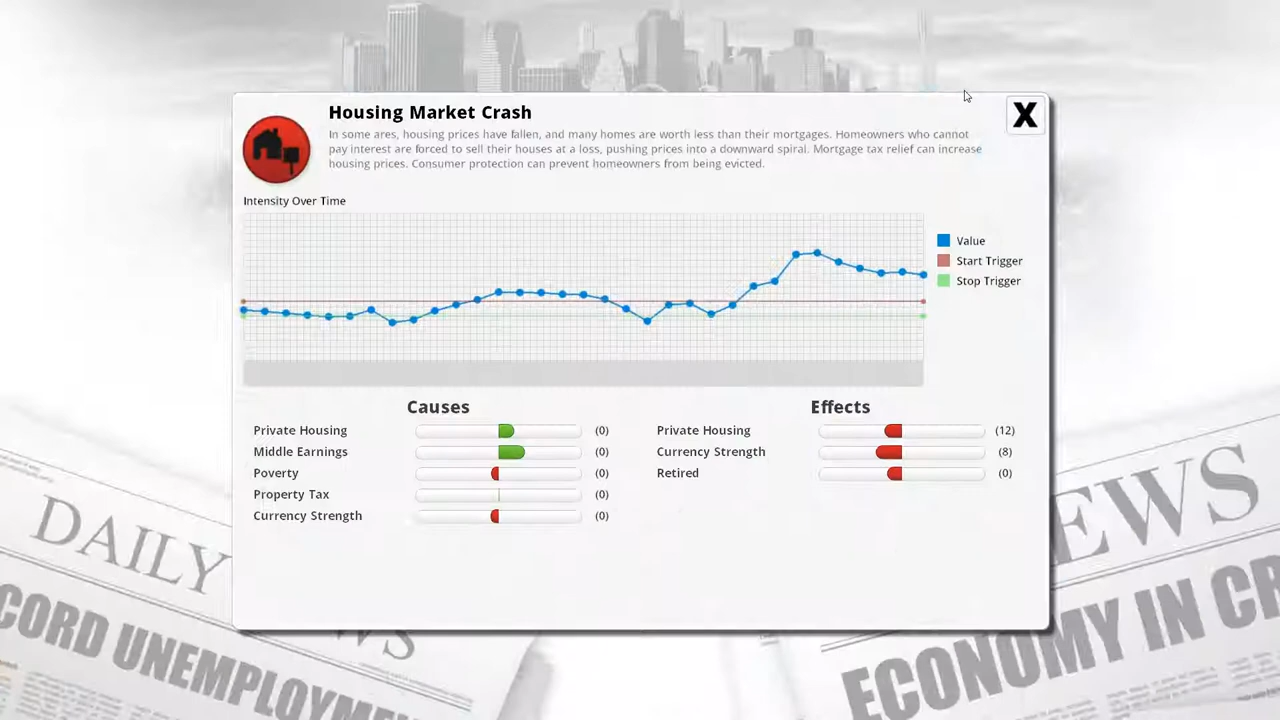 Housing Market Crash
X
In some ares, housing prices have fallen, and many homes are worth less than their mortgages. Homeowners who cannot
pay interest are forced to sell their houses at a loss, pushing prices into a downward spiral. Mortgage tax relief can increase
housing prices. Consumer protection can prevent homeowners from being evicted.
Intensity Over Time
Value
Start Trigger
Stop Trigger
Causes
Private Housing (0)
Middle Earnings (0)
Poverty (0)
Property Tax (0)
Currency Strength (0)
Effects
Private Housing (12)
Currency Strength (8)
Retired (0)
DAILY
NEWS
CORD UNEMPLOYME
EWS
ECONOMY IN CR